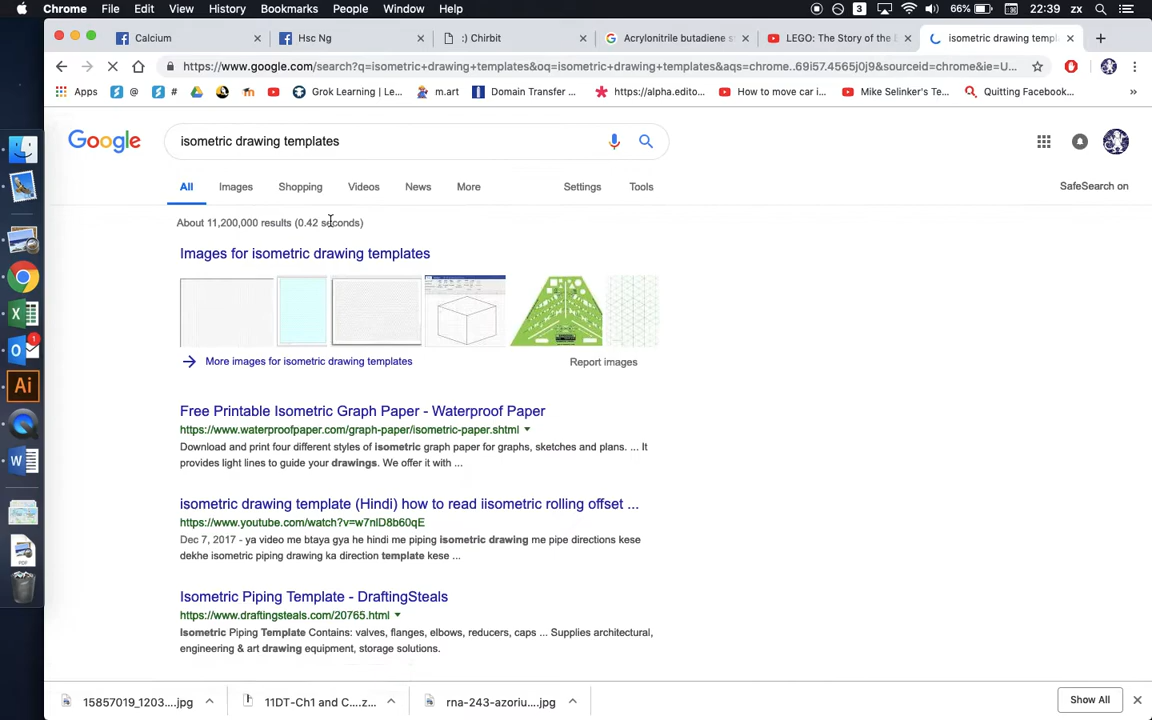 Chrome File Edit View History Bookmarks People Window Help 3 66% 22:39 zx
Calcium
Hsc Ng
:) Chirbit
Acrylonitrile butadiene s
LEGO: The Story of the
isometric drawing templ
https://www.google.com/search?q=isometric+drawing+templates&oq=isometric+drawing+templates&aqs=chrome..69i57.4565j0j9&sourceid=chrome&ie=U...
Apps @ # Grok Learning | Le... m.art Domain Transfer ... https://alpha.edito... How to move car i... Mike Selinker's Te... Quitting Facebook... »
Google
isometric drawing templates
All Images Shopping Videos News More Settings Tools
SafeSearch on
About 11,200,000 results (0.42 seconds)
Images for isometric drawing templates
More images for isometric drawing templates
Report images
Free Printable Isometric Graph Paper - Waterproof Paper
https://www.waterproofpaper.com/graph-paper/isometric-paper.shtml
Download and print four different styles of isometric graph paper for graphs, sketches and plans. ... It
provides light lines to guide your drawings. We offer it with ...
isometric drawing template (Hindi) how to read iisometric rolling offset ...
https://www.youtube.com/watch?v=w7nlD8b60qE
Dec 7, 2017 - ya video me btaya gya he hindi me piping isometric drawing me pipe directions kese
dekhe isometric piping drawing ka direction template kese ...
Isometric Piping Template - DraftingSteals
https://www.draftingsteals.com/20765.html
Isometric Piping Template Contains: valves, flanges, elbows, reducers, caps ... Supplies architectural,
engineering & art drawing equipment, storage solutions.
1
Ai
PDF
15857019_1203....jpg
11DT-Ch1 and C....z...
rna-243-azoriu....jpg
Show All